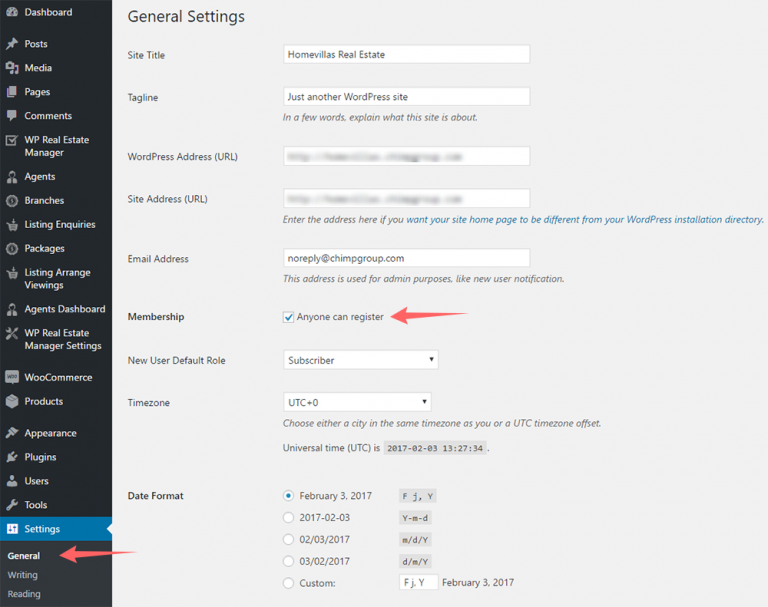 Dashboard
Posts
Media
Pages
Comments
WP Real Estate
Manager
Agents
Branches
Listing Enquiries
Packages
Listing Arrange
Viewings
Agents Dashboard
WP Real Estate
Manager Settings
WooCommerce
Products
Appearance
Plugins
Users
Tools
Settings
General
Writing
Reading
General Settings
Site Title
Homevillas Real Estate
Tagline
Just another WordPress site
In a few words, explain what this site is about.
WordPress Address (URL)
Site Address (URL)
Enter the address here if you want your site home page to be different from your WordPress installation directory.
Email Address
noreply@chimpgroup.com
This address is used for admin purposes, like new user notification.
Membership
Anyone can register
New User Default Role
Subscriber
Timezone
UTC+0
Choose either a city in the same timezone as you or a UTC timezone offset.
Universal time (UTC) is 2017-02-03 13:27:34 .
Date Format
February 3, 2017 F j, Y
2017-02-03 Y-m-d
02/03/2017 m/d/Y
03/02/2017 d/m/Y
Custom: F j, Y February 3, 2017